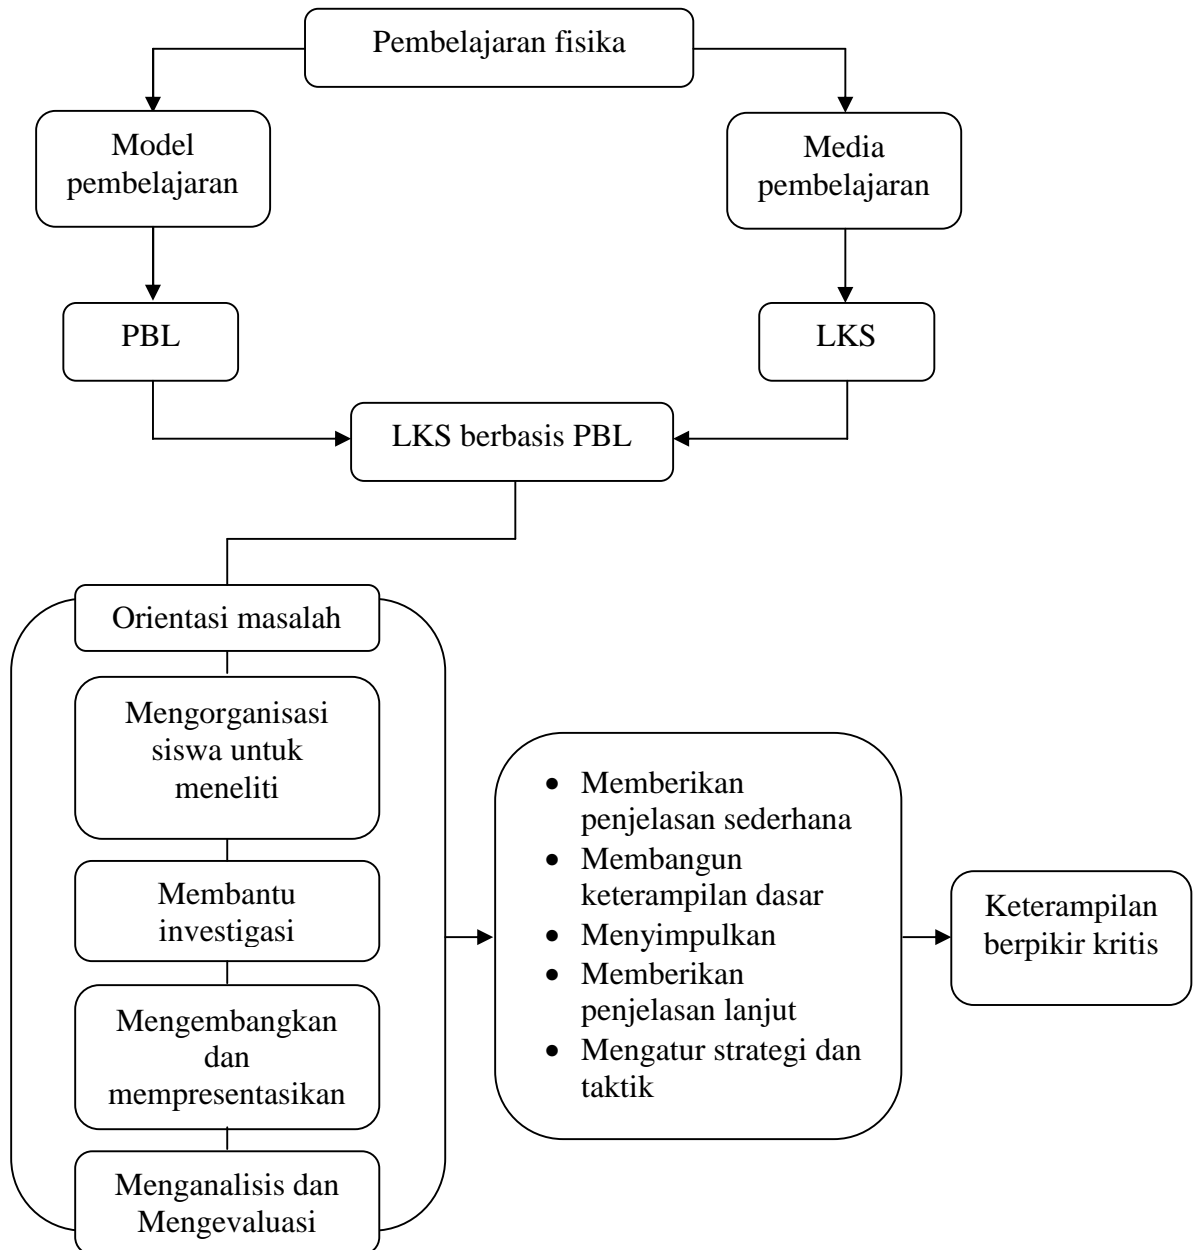 Pembelajaran fisika
Model
pembelajaran
Media
pembelajaran
PBL
LKS
LKS berbasis PBL
Orientasi masalah
Mengorganisasi
siswa untuk
meneliti
Membantu
investigasi
Mengembangkan
dan
mempresentasikan
Menganalisis dan
Mengevaluasi
• Memberikan
penjelasan sederhana
• Membangun
keterampilan dasar
• Menyimpulkan
• Memberikan
penjelasan lanjut
• Mengatur strategi dan
taktik
Keterampilan
berpikir kritis